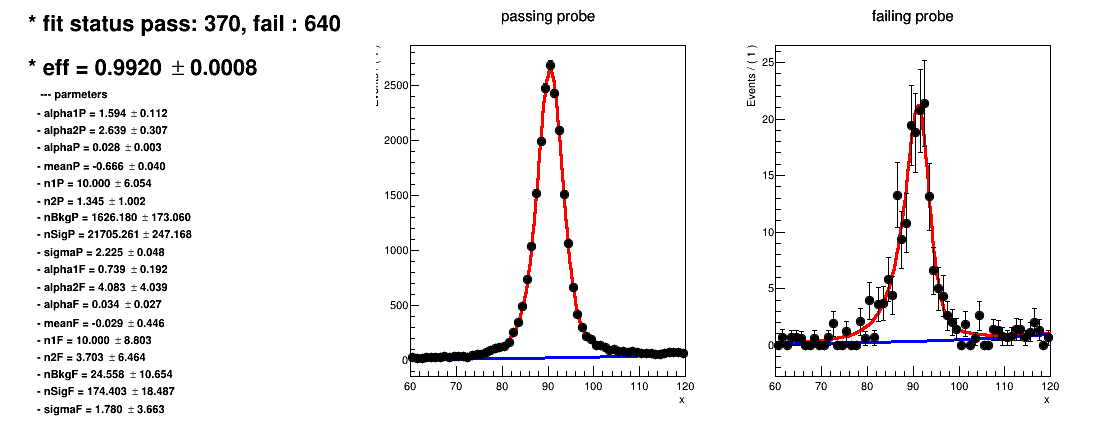 * fit status pass: 370, fail : 640
* eff = 0.9920 ± 0.0008
--- parmeters
- alpha1P = 1.594 ± 0.112
- alpha2P = 2.639 ± 0.307
- alphaP = 0.028 ± 0.003
- meanP = -0.666 ± 0.040
- n1P = 10.000 ± 6.054
- n2P = 1.345 ± 1.002
- nBkgP = 1626.180 ± 173.060
- nSigP = 21705.261 ± 247.168
- sigmaP = 2.225 ± 0.048
- alpha1F = 0.739 ± 0.192
- alpha2F = 4.083 ± 4.039
- alphaF = 0.034 ± 0.027
- meanF = -0.029 ± 0.446
- n1F = 10.000 ± 8.803
- n2F = 3.703 ± 6.464
- nBkgF = 24.558 ± 10.654
- nSigF = 174.403 ± 18.487
- sigmaF = 1.780 ± 3.663
passing probe
2500
2000
1500
1000
500
0
60 70 80 90 100 110 120
x
failing probe
Events / ( 1 )
25
20
15
10
5
0
60 70 80 90 100 110 120
x